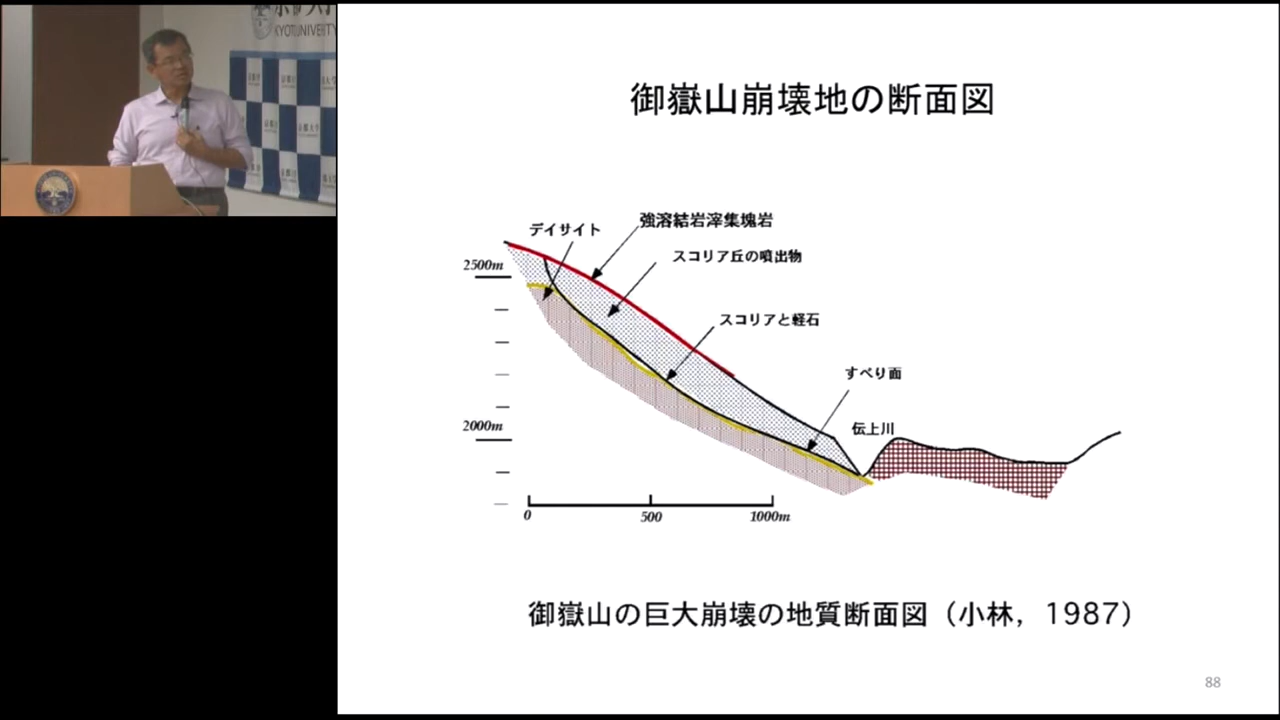 KYOTO UNIVERSITY
御嶽山崩壊地の断面図
デイサイト
強溶結岩滓集塊岩
スコリア丘の噴出物
2500m
スコリアと軽石
すべり面
2000m
伝上川
0
500
1000m
御嶽山の巨大崩壊の地質断面図（小林，1987）
88